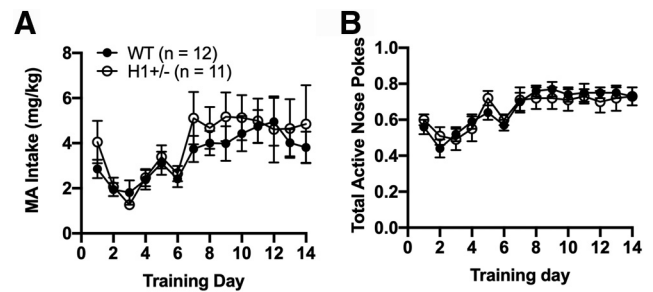 A
B
WT (n = 12)
H1+/- (n = 11)
MA Intake (mg/kg)
8
6
4
2
0
0 2 4 6 8 10 12 14
Training Day
Total Active Nose Pokes
1.0
0.8
0.6
0.4
0.2
0.0
0 2 4 6 8 10 12 14
Training day